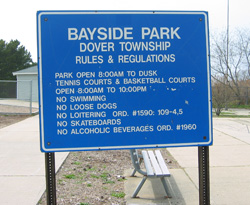 BAYSIDE PARK
DOVER TOWNSHIP
RULES & REGULATIONS
PARK OPEN 8:00AM TO DUSK
TENNIS COURTS & BASKETBALL COURTS
OPEN 8:00AM TO 10:00PM
NO SWIMMING
NO LOOSE DOGS
NO LOITERING ORD. #1590: 109-4,5
NO SKATEBOARDS
NO ALCOHOLIC BEVERAGES ORD. #1960